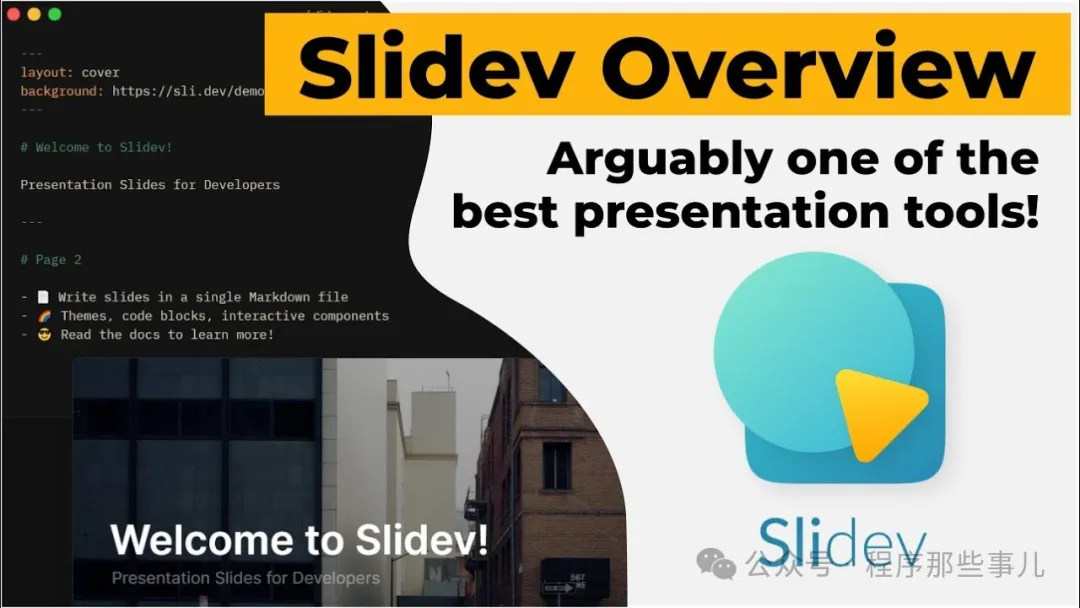 ---
layout: cover
background: https://sli.dev/demo
---
# Welcome to Slidev!
Presentation Slides for Developers
---
# Page 2
- 📄 Write slides in a single Markdown file
- 🌈 Themes, code blocks, interactive components
- 😎 Read the docs to learn more!
Slidev Overview
Arguably one of the
best presentation tools!
Welcome to Slidev!
Presentation Slides for Developers
567
Slidev
公众号 · 程序那些事儿